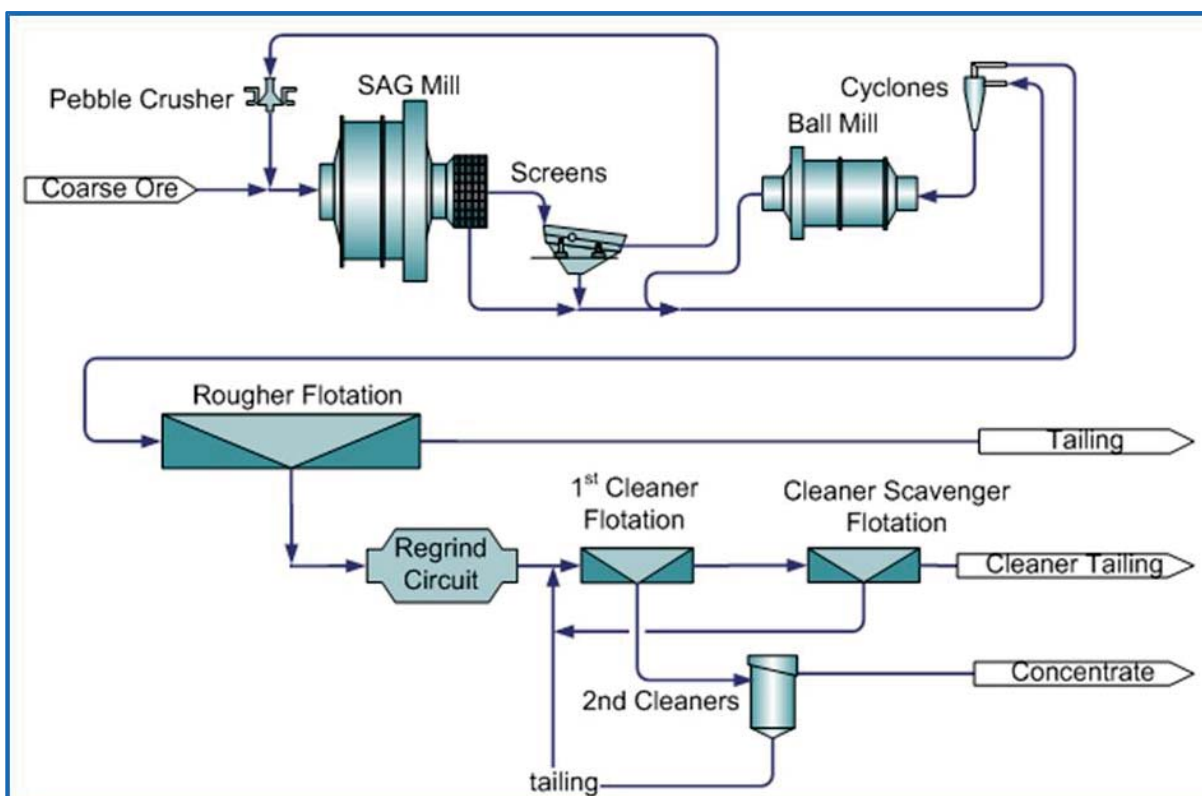 Pebble Crusher
SAG Mill
Cyclones
Ball Mill
Screens
Coarse Ore
Rougher Flotation
Tailing
1st Cleaner
Flotation
Cleaner Scavenger
Flotation
Regrind
Circuit
Cleaner Tailing
Concentrate
2nd Cleaners
tailing